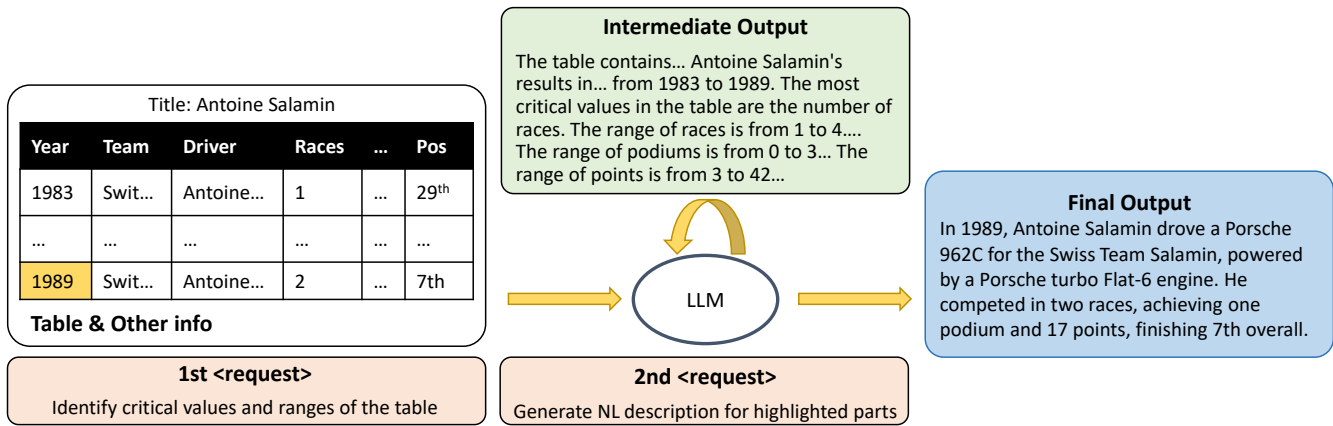 Title: Antoine Salamin
Year Team Driver Races ... Pos
1983 Swit... Antoine... 1 ... 29th
... ... ... ... ... ...
1989 Swit... Antoine... 2 ... 7th
Table & Other info
1st <request>
Identify critical values and ranges of the table
Intermediate Output
The table contains... Antoine Salamin's
results in... from 1983 to 1989. The most
critical values in the table are the number of
races. The range of races is from 1 to 4....
The range of podiums is from 0 to 3... The
range of points is from 3 to 42...
LLM
2nd <request>
Generate NL description for highlighted parts
Final Output
In 1989, Antoine Salamin drove a Porsche
962C for the Swiss Team Salamin, powered
by a Porsche turbo Flat-6 engine. He
competed in two races, achieving one
podium and 17 points, finishing 7th overall.